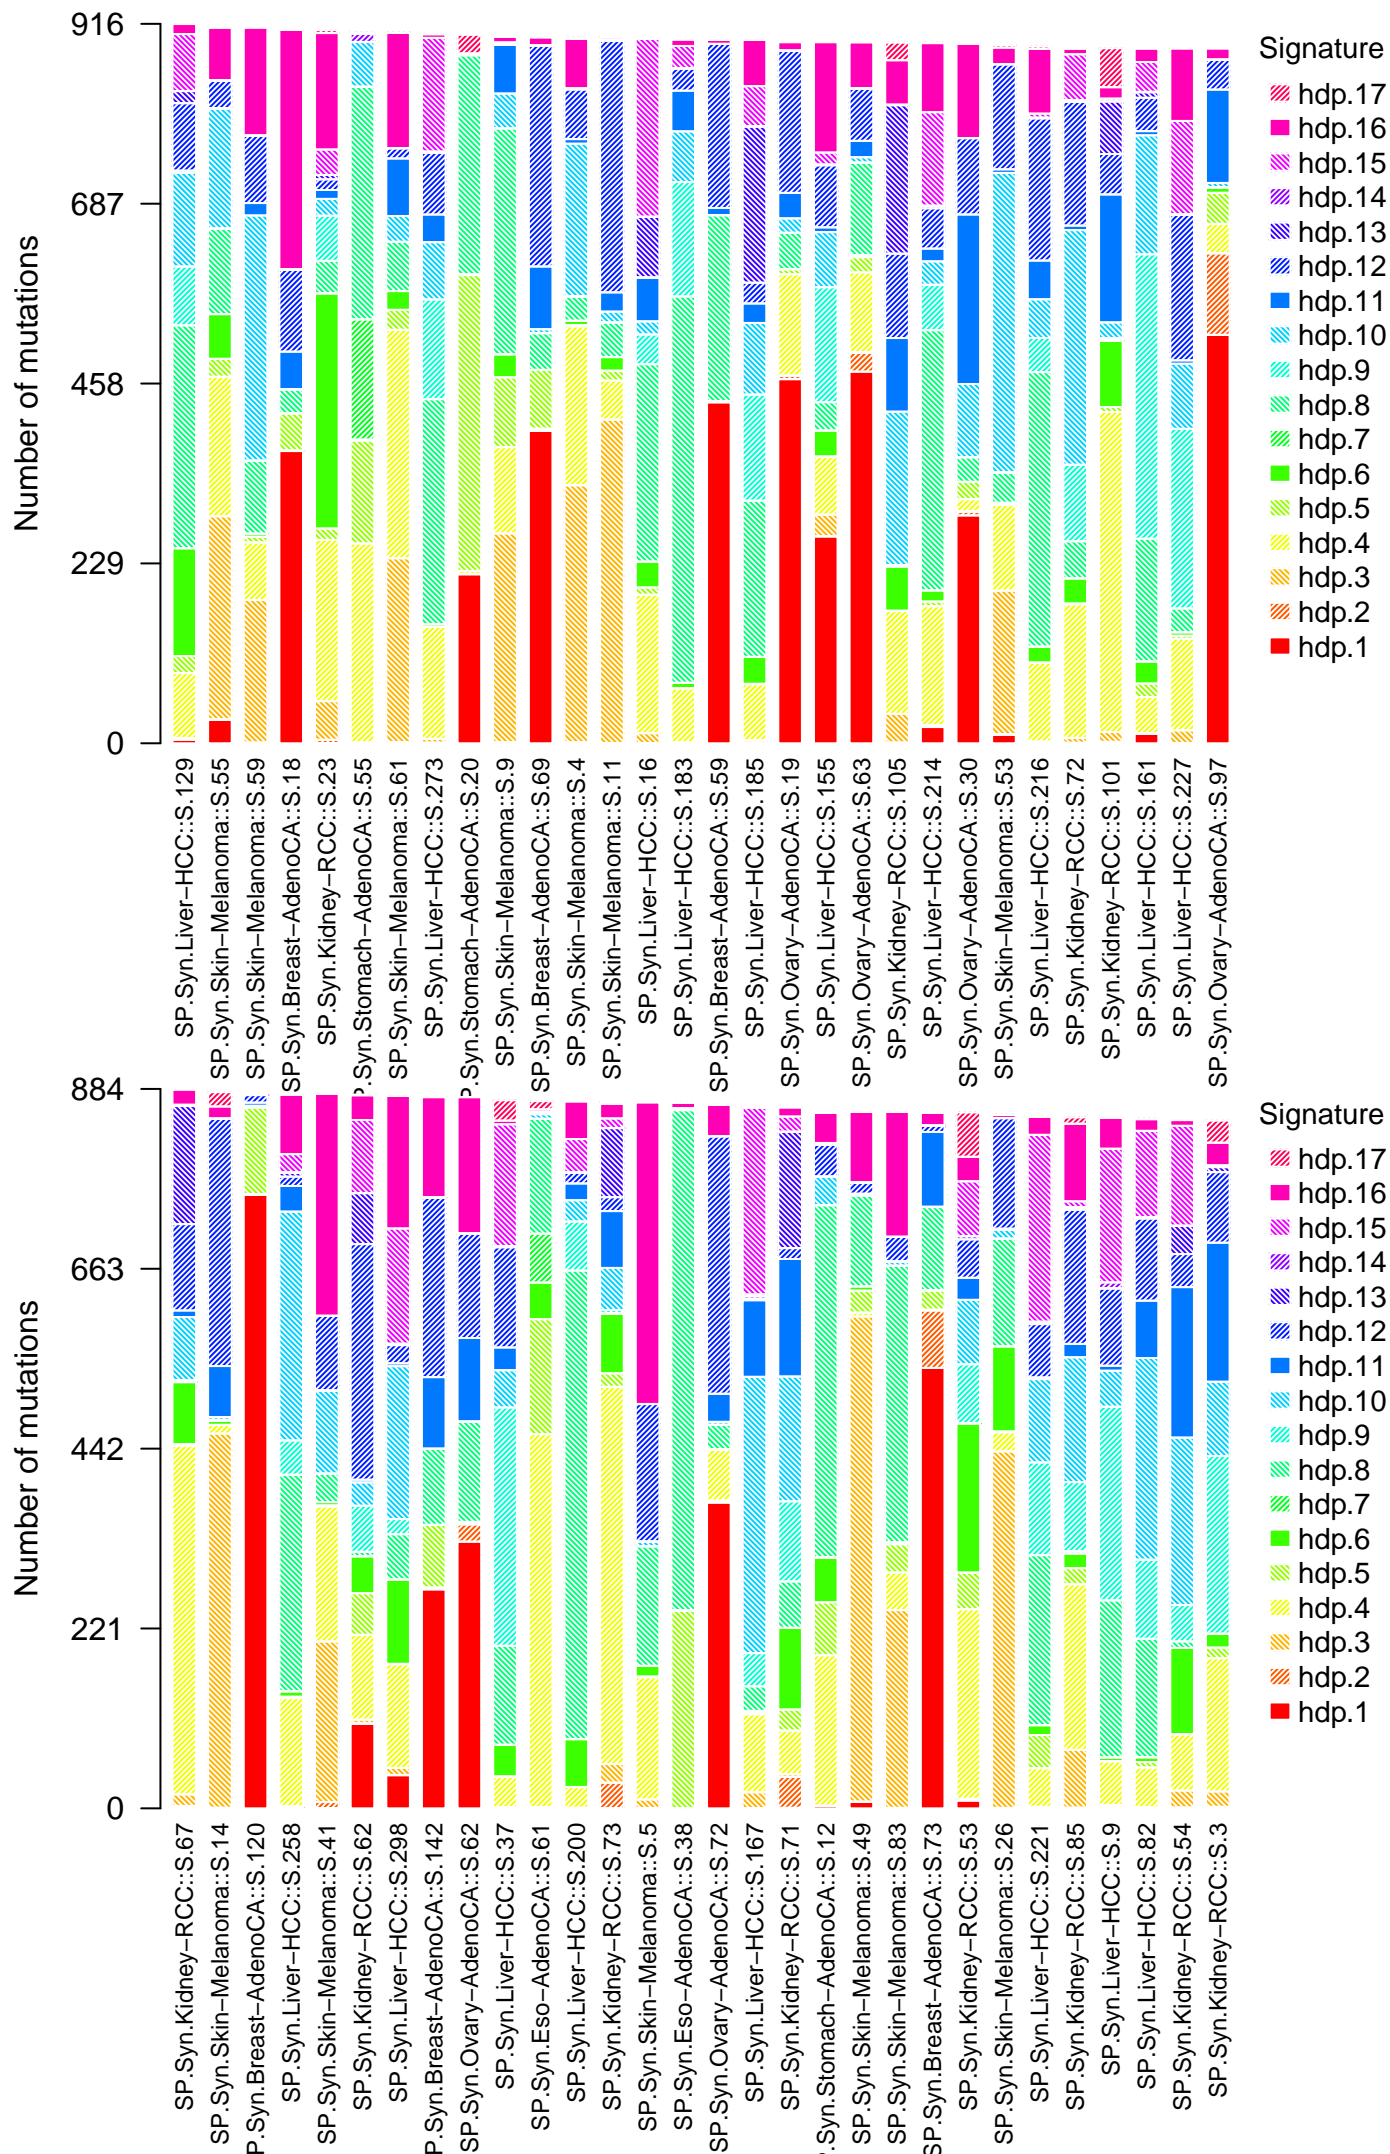 916
687
458
229
0
Number of mutations
Signature
hdp.17
hdp.16
hdp.15
hdp.14
hdp.13
hdp.12
hdp.11
hdp.10
hdp.9
hdp.8
hdp.7
hdp.6
hdp.5
hdp.4
hdp.3
hdp.2
hdp.1
SP.Syn.Liver−HCC::S.129
SP.Syn.Skin−Melanoma::S.55
SP.Syn.Skin−Melanoma::S.59
SP.Syn.Breast−AdenoCA::S.18
SP.Syn.Kidney−RCC::S.23
P.Syn.Stomach−AdenoCA::S.55
SP.Syn.Skin−Melanoma::S.61
SP.Syn.Liver−HCC::S.273
P.Syn.Stomach−AdenoCA::S.20
SP.Syn.Skin−Melanoma::S.9
SP.Syn.Breast−AdenoCA::S.69
SP.Syn.Skin−Melanoma::S.4
SP.Syn.Skin−Melanoma::S.11
SP.Syn.Liver−HCC::S.16
SP.Syn.Liver−HCC::S.183
SP.Syn.Breast−AdenoCA::S.59
SP.Syn.Liver−HCC::S.185
SP.Syn.Ovary−AdenoCA::S.19
SP.Syn.Liver−HCC::S.155
SP.Syn.Ovary−AdenoCA::S.63
SP.Syn.Kidney−RCC::S.105
SP.Syn.Liver−HCC::S.214
SP.Syn.Ovary−AdenoCA::S.30
SP.Syn.Skin−Melanoma::S.53
SP.Syn.Liver−HCC::S.216
SP.Syn.Kidney−RCC::S.72
SP.Syn.Kidney−RCC::S.101
SP.Syn.Liver−HCC::S.161
SP.Syn.Liver−HCC::S.227
SP.Syn.Ovary−AdenoCA::S.97
884
663
442
221
0
Number of mutations
Signature
hdp.17
hdp.16
hdp.15
hdp.14
hdp.13
hdp.12
hdp.11
hdp.10
hdp.9
hdp.8
hdp.7
hdp.6
hdp.5
hdp.4
hdp.3
hdp.2
hdp.1
SP.Syn.Kidney−RCC::S.67
SP.Syn.Skin−Melanoma::S.14
SP.Syn.Breast−AdenoCA::S.120
SP.Syn.Liver−HCC::S.258
SP.Syn.Skin−Melanoma::S.41
SP.Syn.Kidney−RCC::S.62
SP.Syn.Liver−HCC::S.298
SP.Syn.Breast−AdenoCA::S.142
SP.Syn.Ovary−AdenoCA::S.62
SP.Syn.Liver−HCC::S.37
SP.Syn.Eso−AdenoCA::S.61
SP.Syn.Liver−HCC::S.200
SP.Syn.Kidney−RCC::S.73
SP.Syn.Skin−Melanoma::S.5
SP.Syn.Eso−AdenoCA::S.38
SP.Syn.Ovary−AdenoCA::S.72
SP.Syn.Liver−HCC::S.167
SP.Syn.Kidney−RCC::S.71
P.Syn.Stomach−AdenoCA::S.12
SP.Syn.Skin−Melanoma::S.49
SP.Syn.Skin−Melanoma::S.83
SP.Syn.Breast−AdenoCA::S.73
SP.Syn.Kidney−RCC::S.53
SP.Syn.Skin−Melanoma::S.26
SP.Syn.Liver−HCC::S.221
SP.Syn.Kidney−RCC::S.85
SP.Syn.Liver−HCC::S.9
SP.Syn.Liver−HCC::S.82
SP.Syn.Kidney−RCC::S.54
SP.Syn.Kidney−RCC::S.3